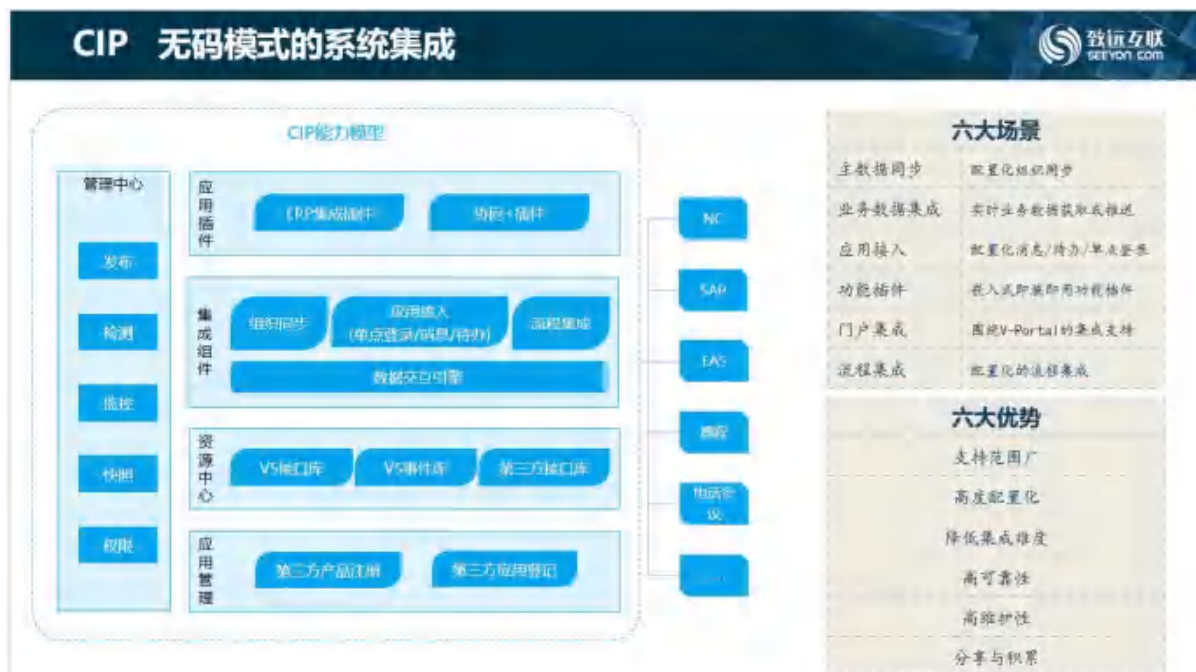 CIP 无码模式的系统集成
致远互联
SEEYON.COM
CIP能力模型
管理中心
发布
检测
监控
快照
权限
应用插件
ERP集成插件
协同+插件
集成组件
组织同步
应用接入
(单点登录/消息/待办)
流程集成
数据交互引擎
资源中心
V5接口库
V5事件库
第三方接口库
应用管理
第三方产品注册
第三方应用登记
NC
SAP
EAS
携程
电话会议
......
六大场景
主数据同步 配置化组织同步
业务数据集成 实时业务数据获取或推送
应用接入 配置化消息/待办/单点登录
功能插件 嵌入式即装即用功能插件
门户集成 围绕V-Portal的集成支持
流程集成 配置化的流程集成
六大优势
支持范围广
高度配置化
降低集成难度
高可靠性
高维护性
分享与积累